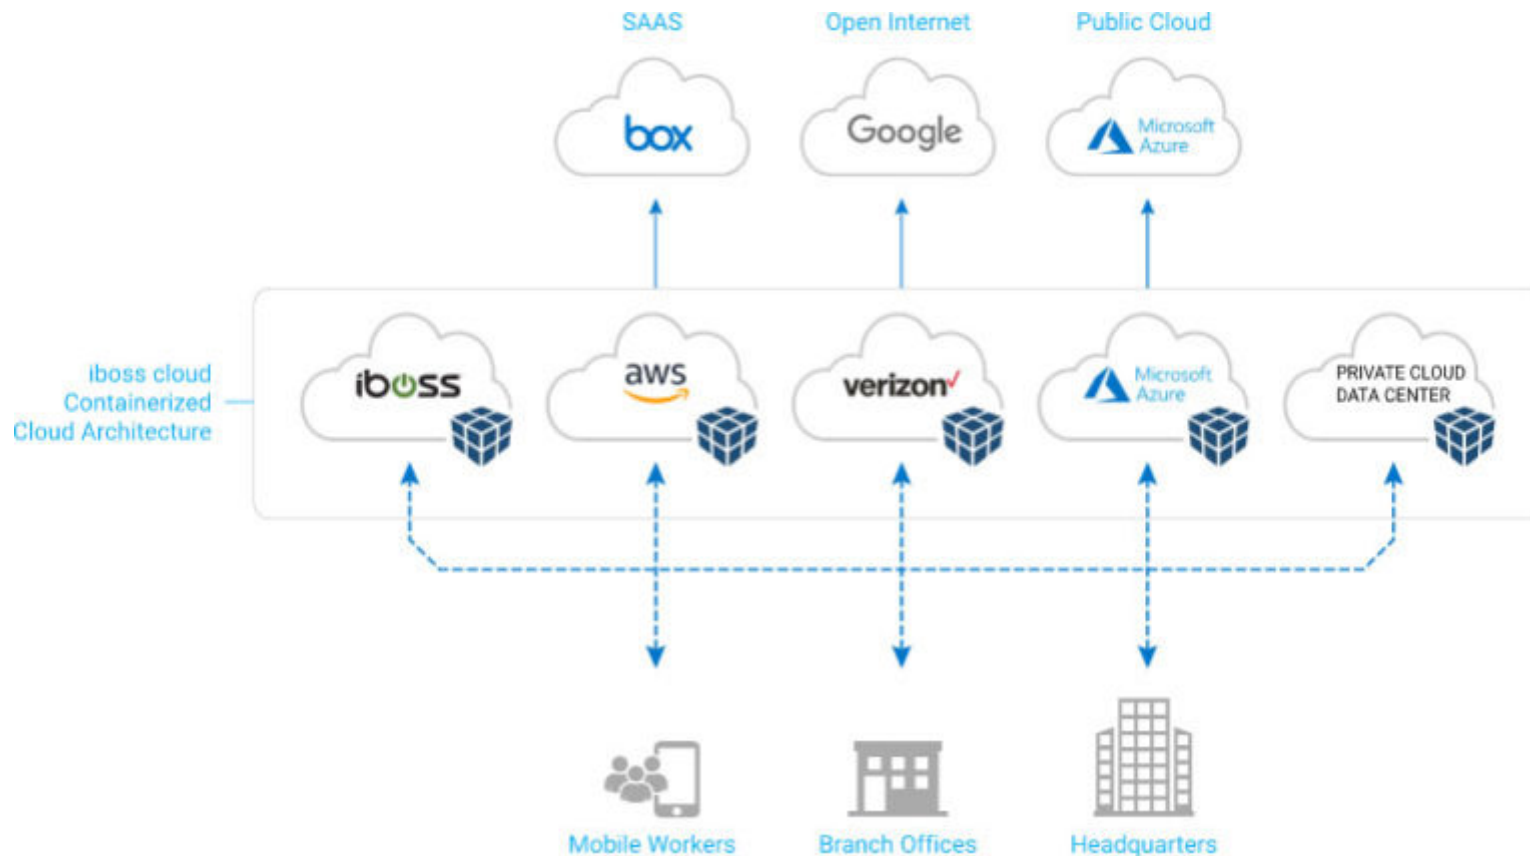 SAAS
Open Internet
Public Cloud
box
Google
Microsoft
Azure
iboss cloud
Containerized
Cloud Architecture
iboss
aws
verizon
Microsoft
Azure
PRIVATE CLOUD
DATA CENTER
Mobile Workers
Branch Offices
Headquarters